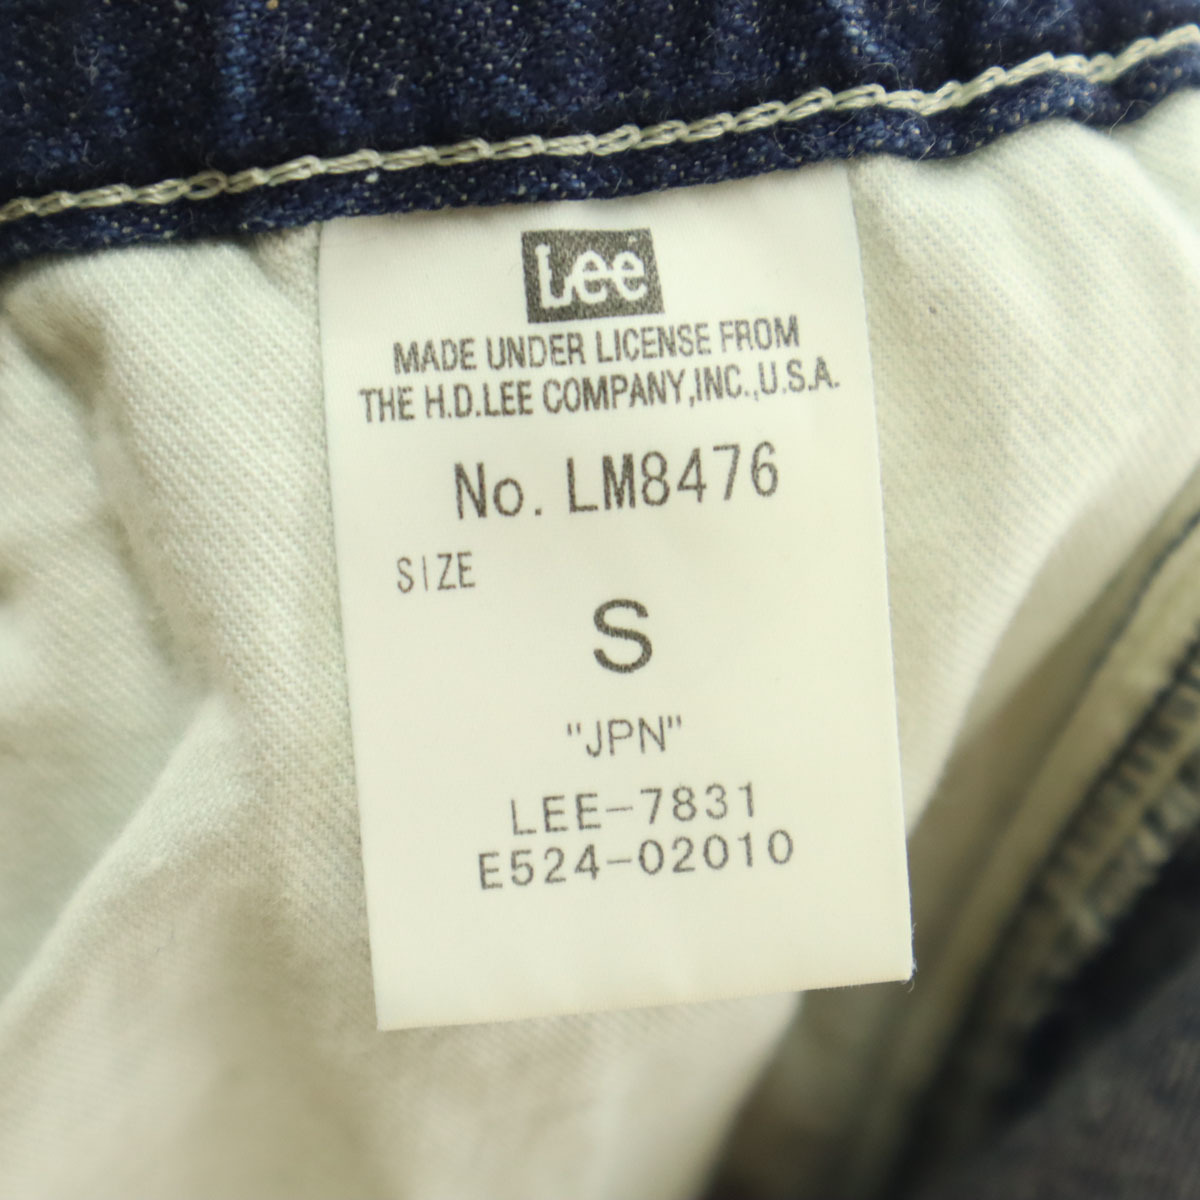 Lee
MADE UNDER LICENSE FROM
THE H.D.LEE COMPANY,INC.,U.S.A.
No. LM8476
SIZE
S
"JPN"
LEE-7831
E524-02010